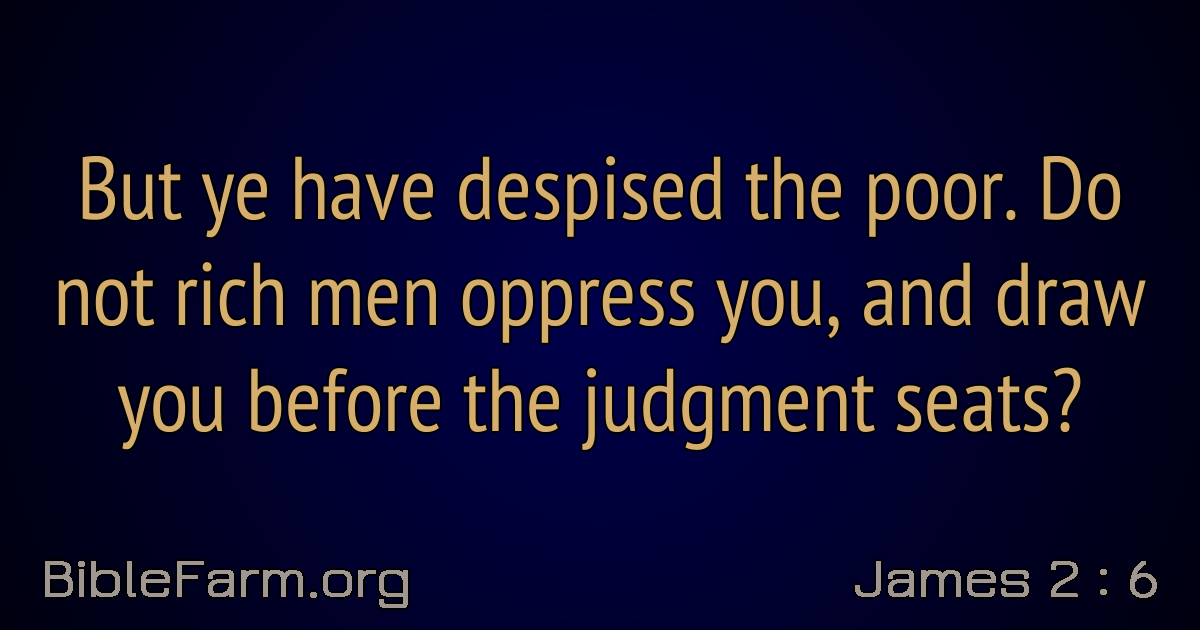 But ye have despised the poor. Do
not rich men oppress you, and draw
you before the judgment seats?
BibleFarm.org
James 2 : 6